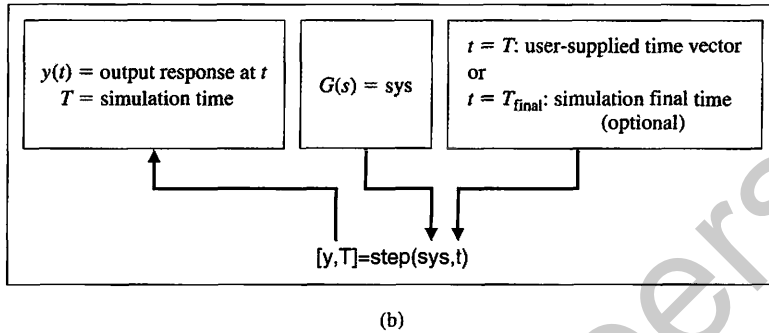 y(t) = output response at t
T = simulation time
G(s) = sys
t = T: user-supplied time vector
or
t = T_final: simulation final time
(optional)
[y,T]=step(sys,t)
(b)